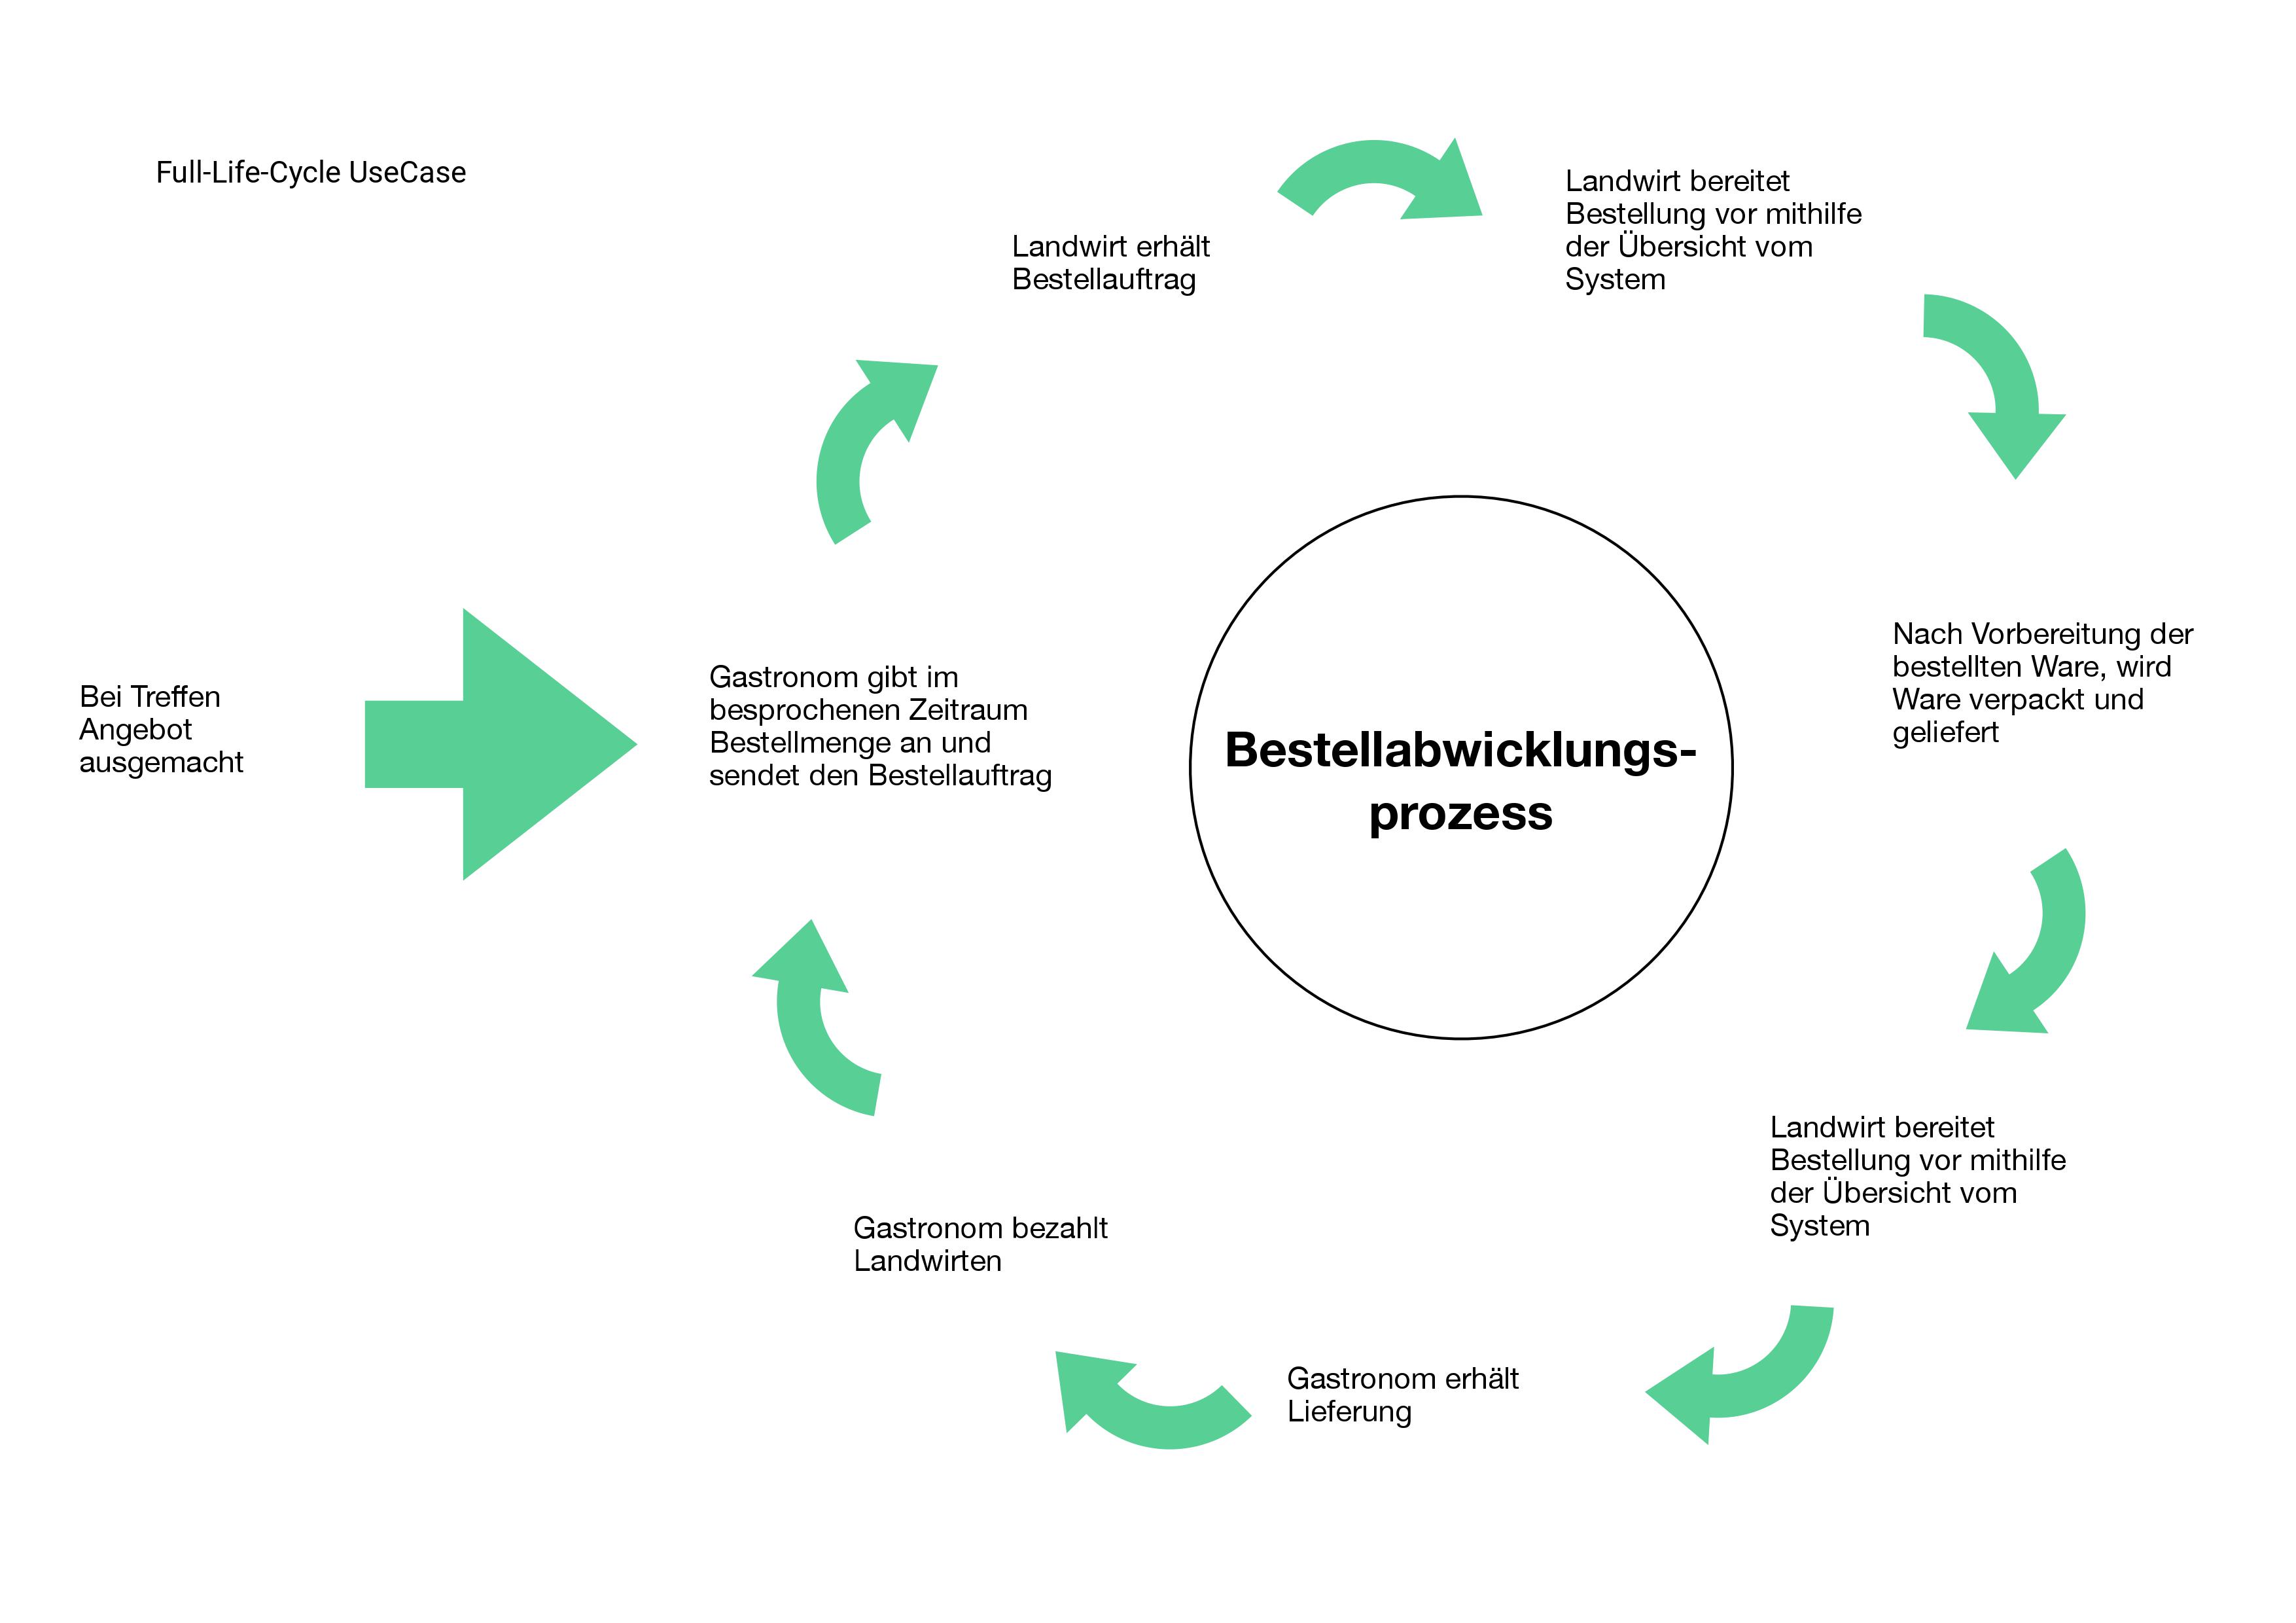 Full-Life-Cycle UseCase
Landwirt erhält
Bestellauftrag
Landwirt bereitet
Bestellung vor mithilfe
der Übersicht vom
System
Bei Treffen
Angebot
ausgemacht
Gastronom gibt im
besprochenen Zeitraum
Bestellmenge an und
sendet den Bestellauftrag
Bestellabwicklungs-
prozess
Nach Vorbereitung der
bestellten Ware, wird
Ware verpackt und
geliefert
Landwirt bereitet
Bestellung vor mithilfe
der Übersicht vom
System
Gastronom erhält
Lieferung
Gastronom bezahlt
Landwirten